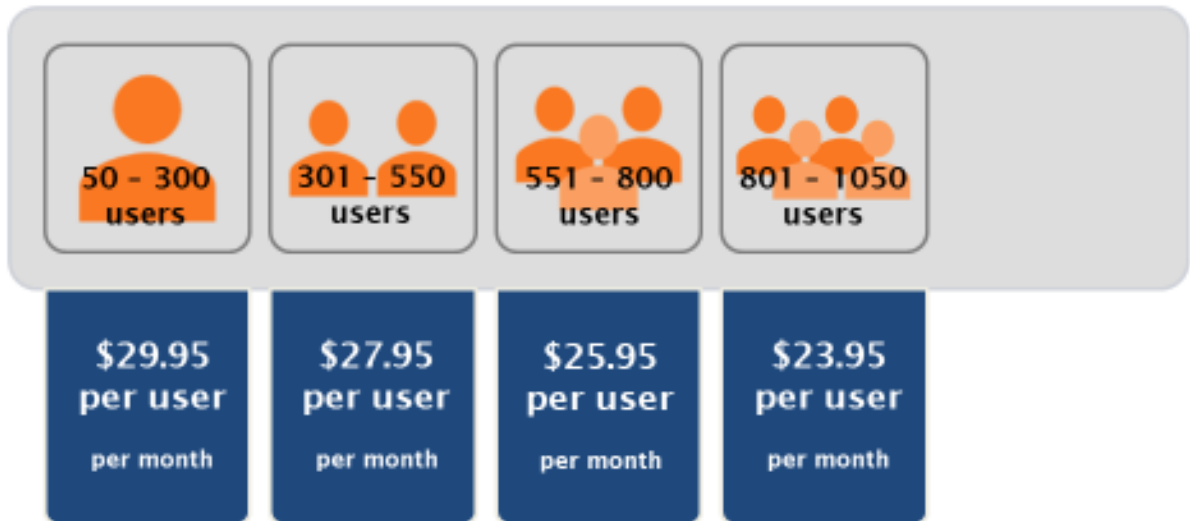 50 - 300
users
301 - 550
users
551 - 800
users
801 - 1050
users
$29.95
per user
per month
$27.95
per user
per month
$25.95
per user
per month
$23.95
per user
per month